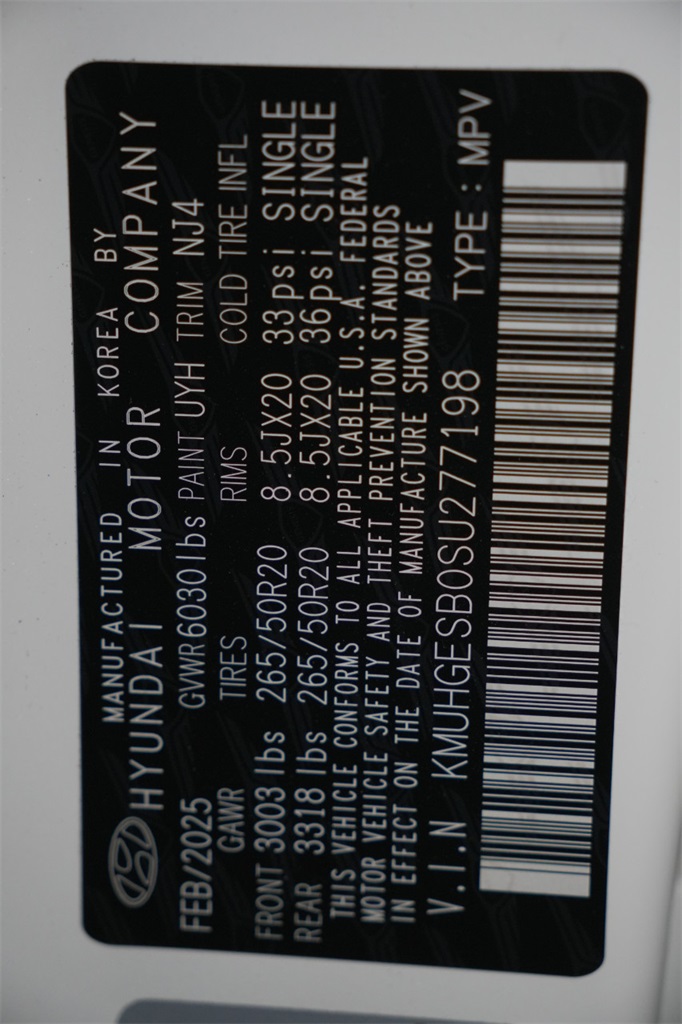 MANUFACTURED IN KOREA BY
HYUNDAI MOTOR COMPANY
FEB/2025 GVWR 6030 lbs PAINT UYH TRIM NJ4
GAWR TIRES RIMS COLD TIRE INFL
FRONT 3003 lbs 265/50R20 8.5JX20 33psi SINGLE
REAR 3318 lbs 265/50R20 8.5JX20 36psi SINGLE
THIS VEHICLE CONFORMS TO ALL APPLICABLE U.S.A. FEDERAL
MOTOR VEHICLE SAFETY AND THEFT PREVENTION STANDARDS
IN EFFECT ON THE DATE OF MANUFACTURE SHOWN ABOVE
V.I.N KMUHGESB0SU277198 TYPE : MPV